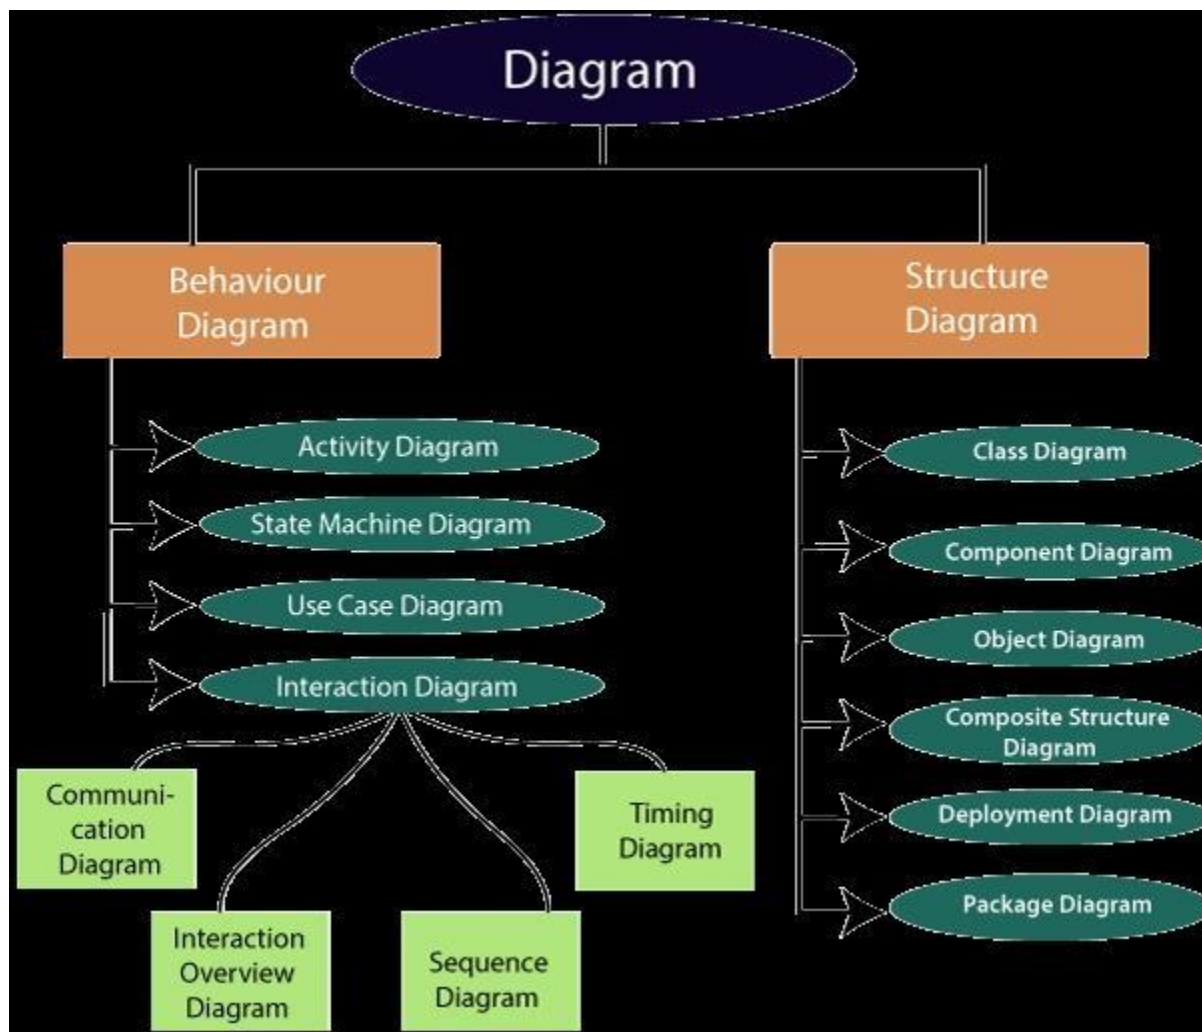 Diagram
Behaviour
Diagram
Activity Diagram
State Machine Diagram
Use Case Diagram
Interaction Diagram
Communi-
cation
Diagram
Interaction
Overview
Diagram
Sequence
Diagram
Timing
Diagram
Structure
Diagram
Class Diagram
Component Diagram
Object Diagram
Composite Structure
Diagram
Deployment Diagram
Package Diagram